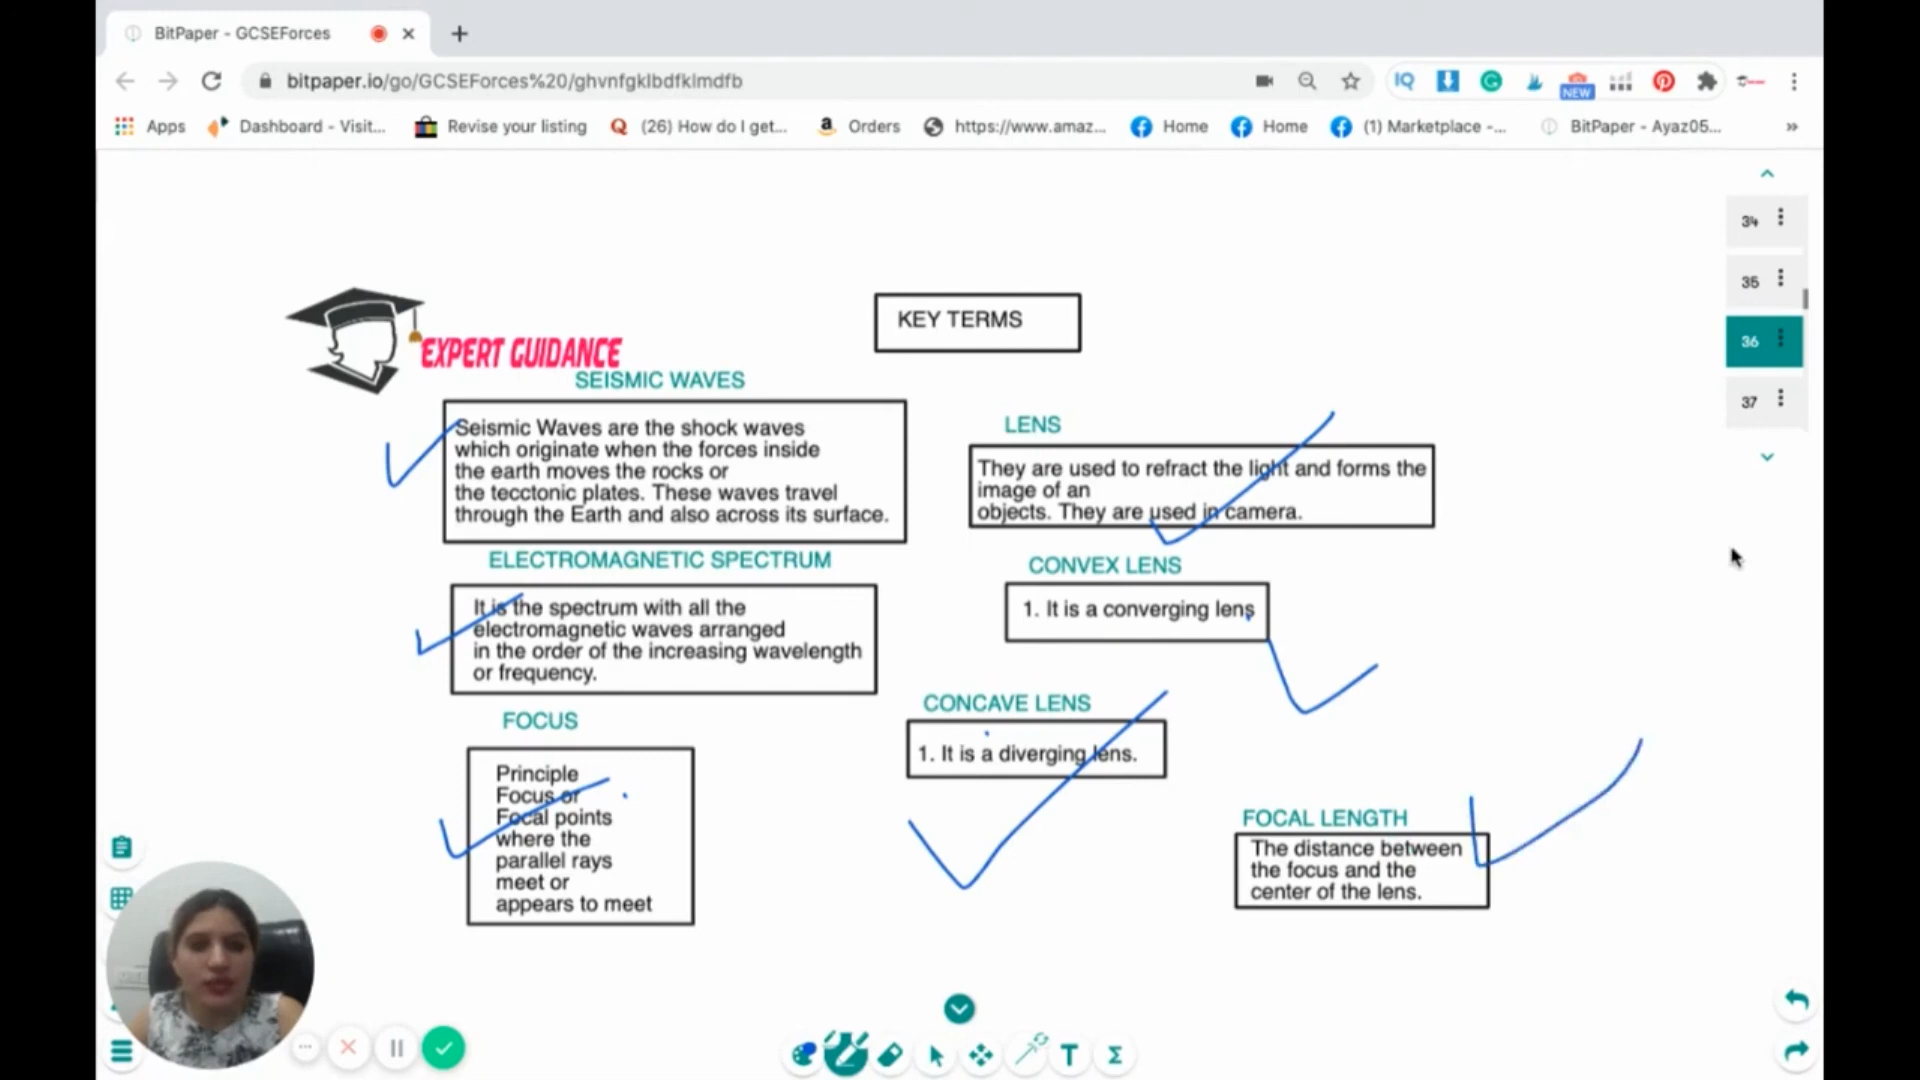 BitPaper - GCSEForces
bitpaper.io/go/GCSEForces%20/ghvnfgklbdfklmdfb
IQ
NEW
Apps
Dashboard - Visit...
Revise your listing
(26) How do I get...
Orders
https://www.amaz...
Home
Home
(1) Marketplace -...
BitPaper - Ayaz05...
34
35
36
37
KEY TERMS
EXPERT GUIDANCE
SEISMIC WAVES
Seismic Waves are the shock waves
which originate when the forces inside
the earth moves the rocks or
the tecctonic plates. These waves travel
through the Earth and also across its surface.
LENS
They are used to refract the light and forms the
image of an
objects. They are used in camera.
ELECTROMAGNETIC SPECTRUM
It is the spectrum with all the
electromagnetic waves arranged
in the order of the increasing wavelength
or frequency.
CONVEX LENS
1. It is a converging lens
CONCAVE LENS
1. It is a diverging lens.
FOCUS
Principle
Focus or
Focal points
where the
parallel rays
meet or
appears to meet
FOCAL LENGTH
The distance between
the focus and the
center of the lens.